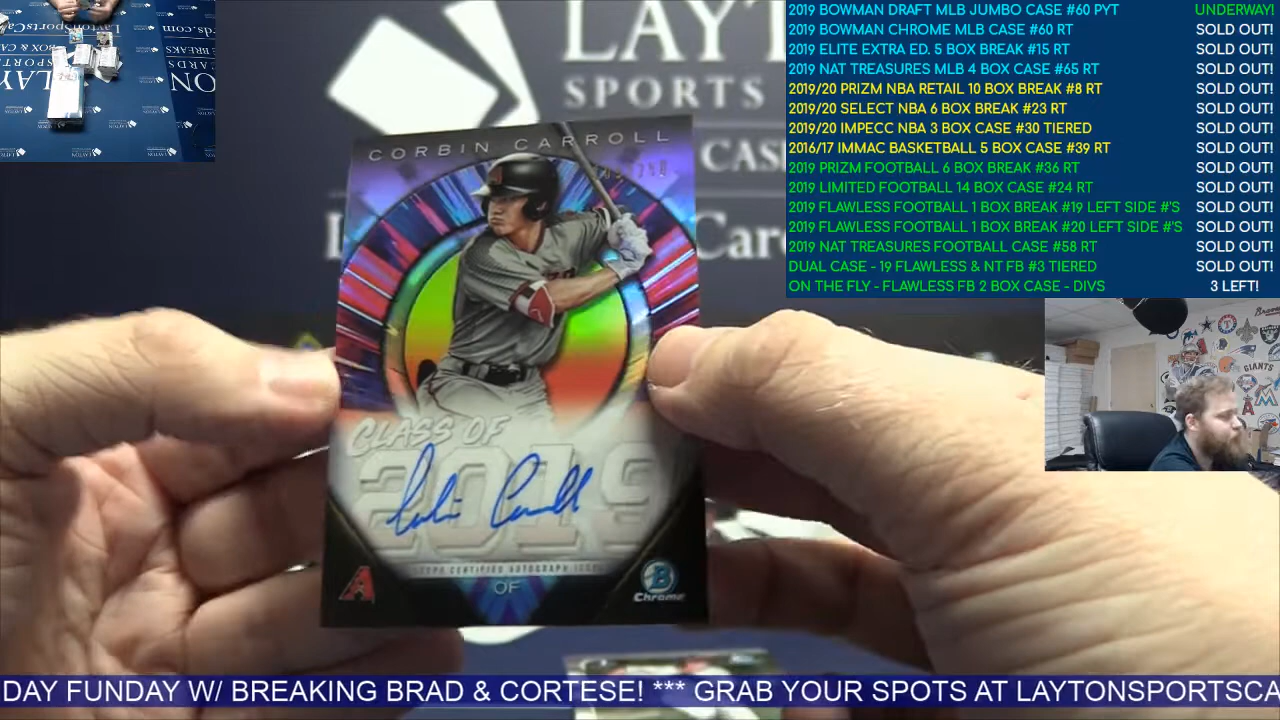 LAYT
SPORTS
CAS
Card
2019 BOWMAN DRAFT MLB JUMBO CASE #60 PYT UNDERWAY!
2019 BOWMAN CHROME MLB CASE #60 RT SOLD OUT!
2019 ELITE EXTRA ED. 5 BOX BREAK #15 RT SOLD OUT!
2019 NAT TREASURES MLB 4 BOX CASE #65 RT SOLD OUT!
2019/20 PRIZM NBA RETAIL 10 BOX BREAK #8 RT SOLD OUT!
2019/20 SELECT NBA 6 BOX BREAK #23 RT SOLD OUT!
2019/20 IMPECC NBA 3 BOX CASE #30 TIERED SOLD OUT!
2016/17 IMMAC BASKETBALL 5 BOX CASE #39 RT SOLD OUT!
2019 PRIZM FOOTBALL 6 BOX BREAK #36 RT SOLD OUT!
2019 LIMITED FOOTBALL 14 BOX CASE #24 RT SOLD OUT!
2019 FLAWLESS FOOTBALL 1 BOX BREAK #19 LEFT SIDE #'S SOLD OUT!
2019 FLAWLESS FOOTBALL 1 BOX BREAK #20 LEFT SIDE #'S SOLD OUT!
2019 NAT TREASURES FOOTBALL CASE #58 RT SOLD OUT!
DUAL CASE - 19 FLAWLESS & NT FB #3 TIERED SOLD OUT!
ON THE FLY - FLAWLESS FB 2 BOX CASE - DIVS 3 LEFT!
CORBIN CARROLL
CLASS OF
2019
TOPPS CERTIFIED AUTOGRAPH ISSUE
OF
B
Chrome
A
GIANTS
DAY FUNDAY W/ BREAKING BRAD & CORTESE! *** GRAB YOUR SPOTS AT LAYTONSPORTSCA